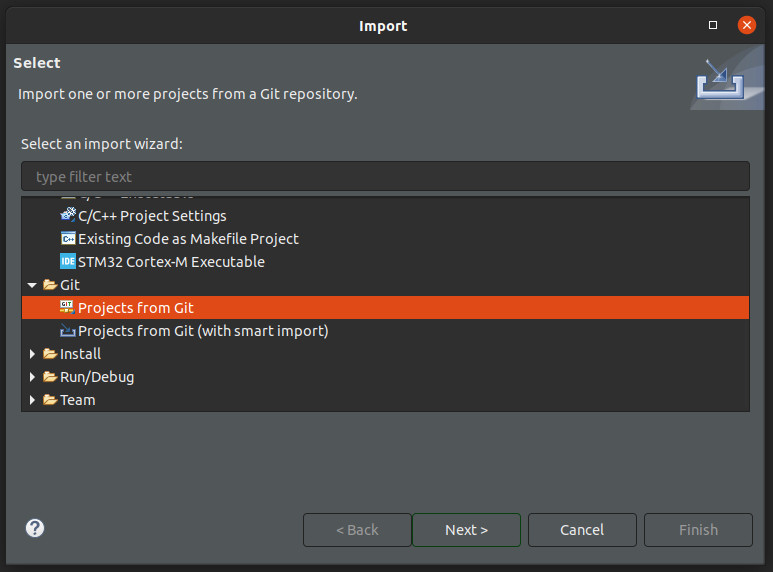 Import
Select
Import one or more projects from a Git repository.
Select an import wizard:
type filter text
C/C++ Project Settings
C++ Existing Code as Makefile Project
IDE STM32 Cortex-M Executable
Git
GIT Projects from Git
Projects from Git (with smart import)
Install
Run/Debug
Team
?
< Back Next > Cancel Finish